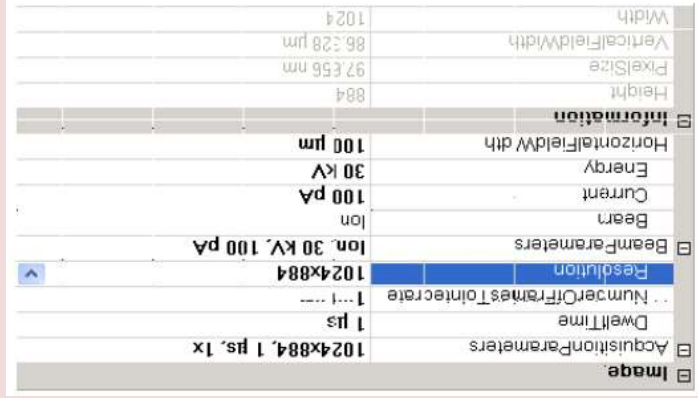 Image
AcquisitionParameters 1024x884, 1 µs, 1x
DwellTime 1 µs
NumberOfFramesToIntegrate 1
Resolution 1024x884
BeamParameters Ion, 30 kV, 100 pA
Beam Ion
Current 100 pA
Energy 30 kV
HorizontalFieldWidth 100 µm
Information
Height 884
PixelSize 97.656 nm
VerticalFieldWidth 86.328 µm
Width 1024